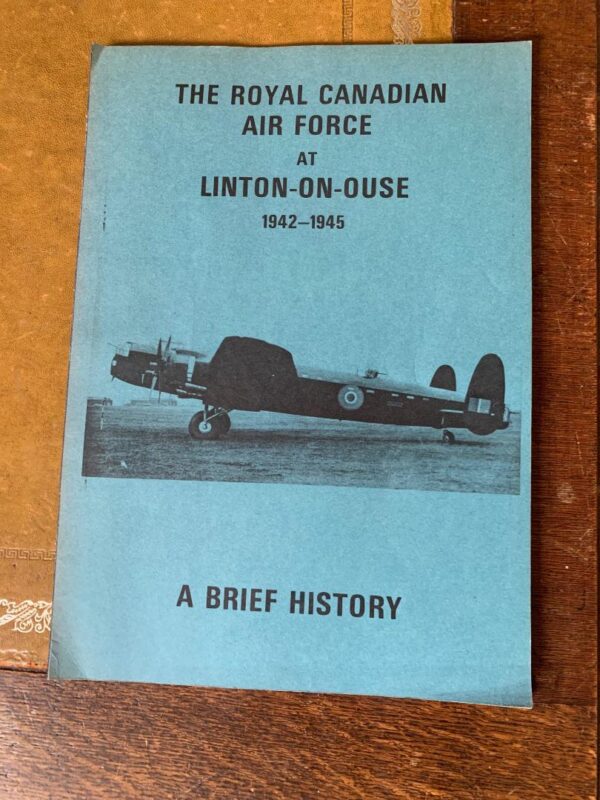 THE ROYAL CANADIAN
AIR FORCE
AT
LINTON-ON-OUSE
1942–1945
A BRIEF HISTORY